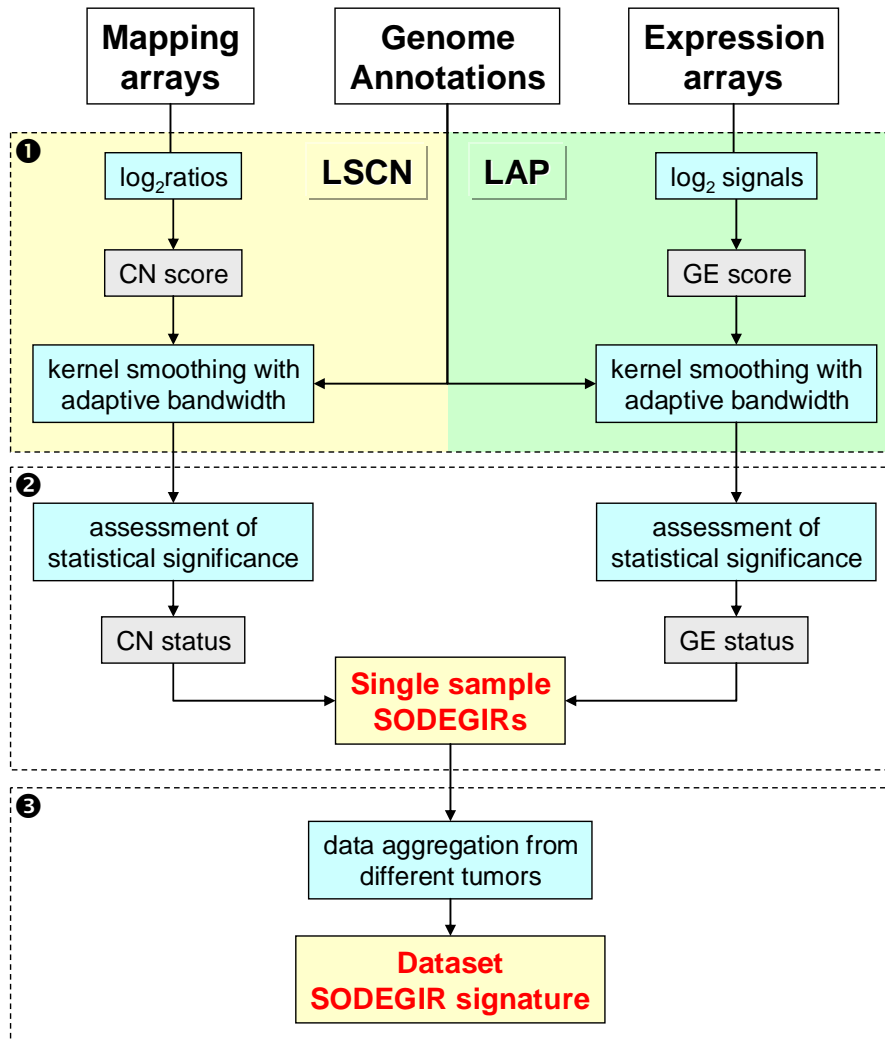 Mapping
arrays
Genome
Annotations
Expression
arrays
❶
log₂ratios
LSCN
LAP
log₂ signals
CN score
GE score
kernel smoothing with
adaptive bandwidth
kernel smoothing with
adaptive bandwidth
❷
assessment of
statistical significance
assessment of
statistical significance
CN status
GE status
Single sample
SODEGIRs
❸
data aggregation from
different tumors
Dataset
SODEGIR signature